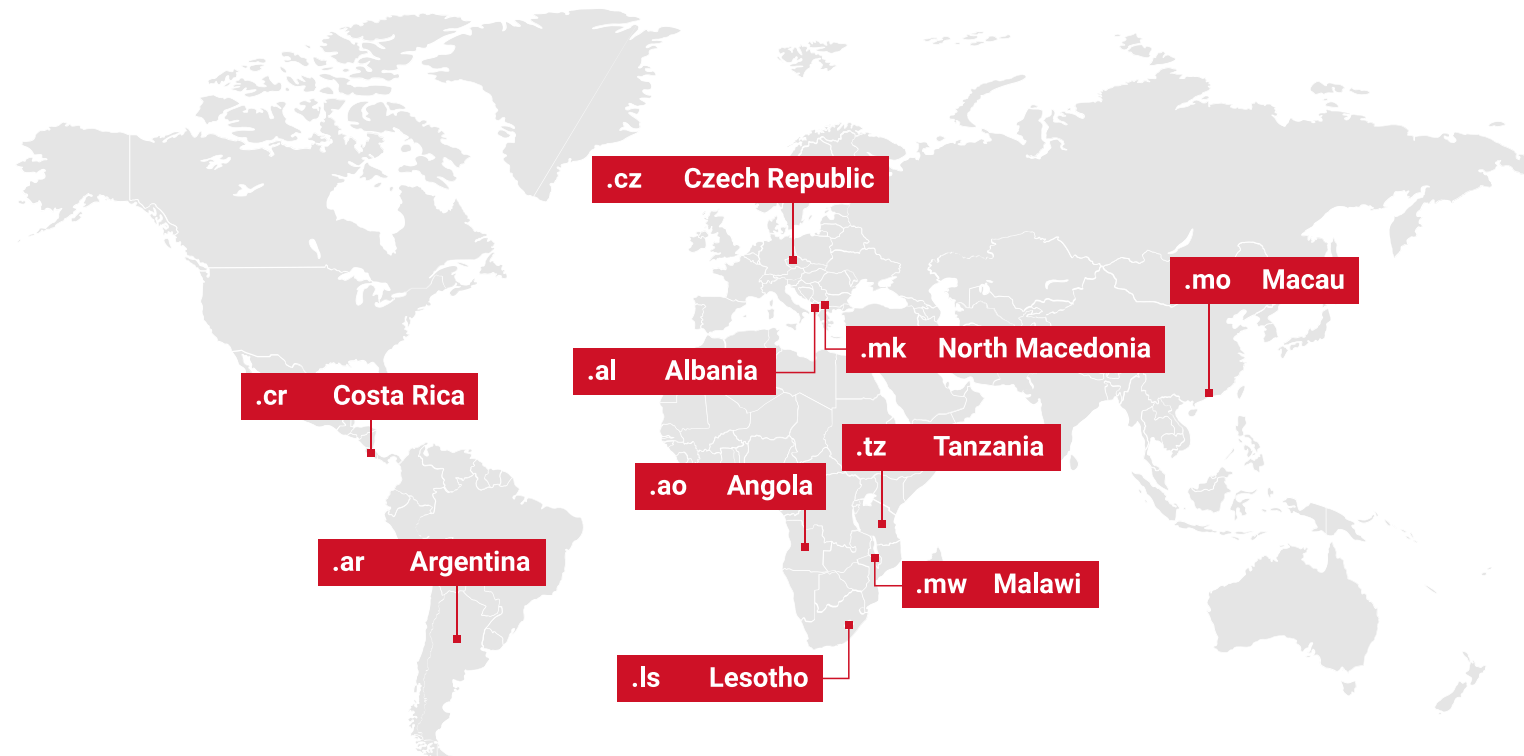 .cz Czech Republic
.mo Macau
.mk North Macedonia
.al Albania
.cr Costa Rica
.tz Tanzania
.ao Angola
.ar Argentina
.mw Malawi
.ls Lesotho